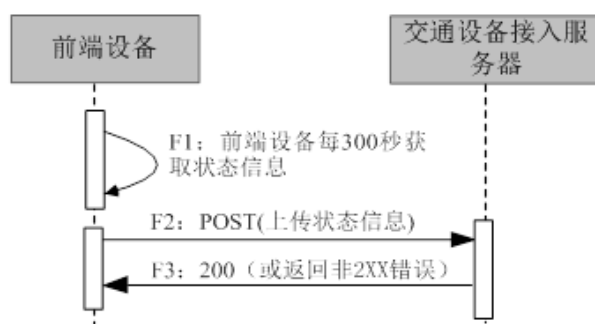 前端设备
交通设备接入服
务器
F1：前端设备每300秒获
取状态信息
F2：POST(上传状态信息)
F3：200（或返回非2XX错误）